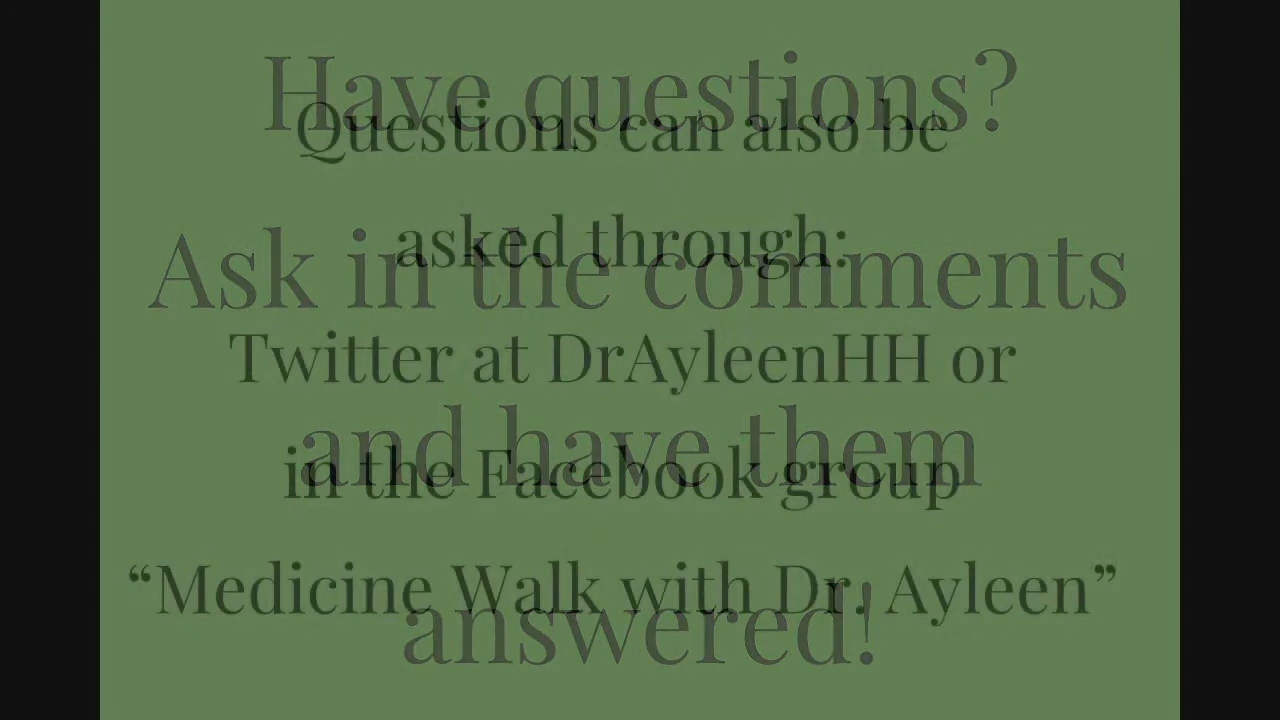 Have questions?
Ask in the comments
and have them
answered!
Questions can also be
asked through:
Twitter at DrAyleenHH or
in the Facebook group
“Medicine Walk with Dr. Ayleen”